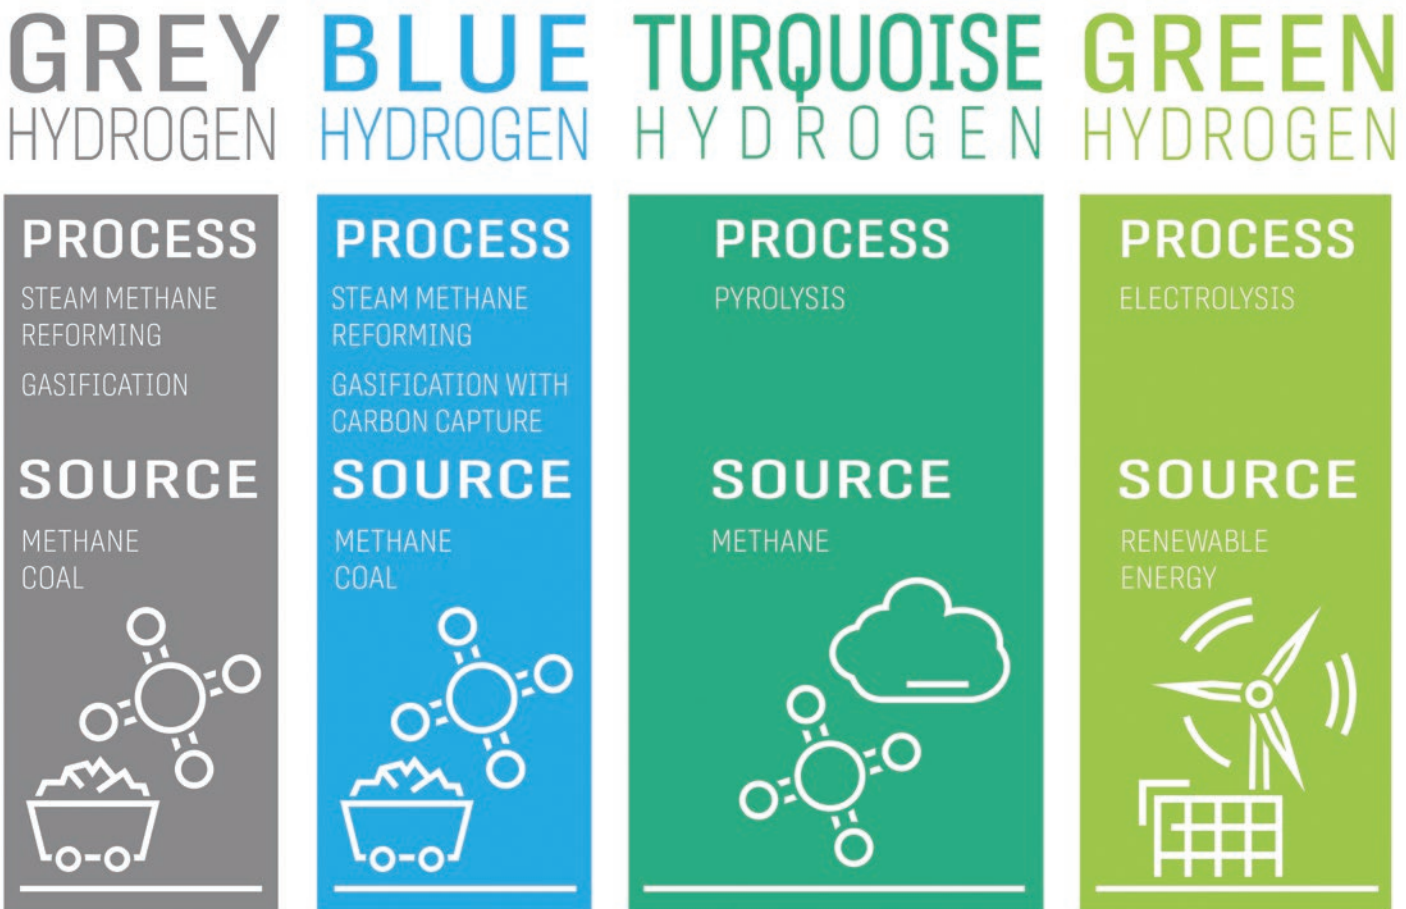 GREY
HYDROGEN
PROCESS
STEAM METHANE
REFORMING
GASIFICATION
SOURCE
METHANE
COAL
BLUE
HYDROGEN
PROCESS
STEAM METHANE
REFORMING
GASIFICATION WITH
CARBON CAPTURE
SOURCE
METHANE
COAL
TURQUOISE
HYDROGEN
PROCESS
PYROLYSIS
SOURCE
METHANE
GREEN
HYDROGEN
PROCESS
ELECTROLYSIS
SOURCE
RENEWABLE
ENERGY